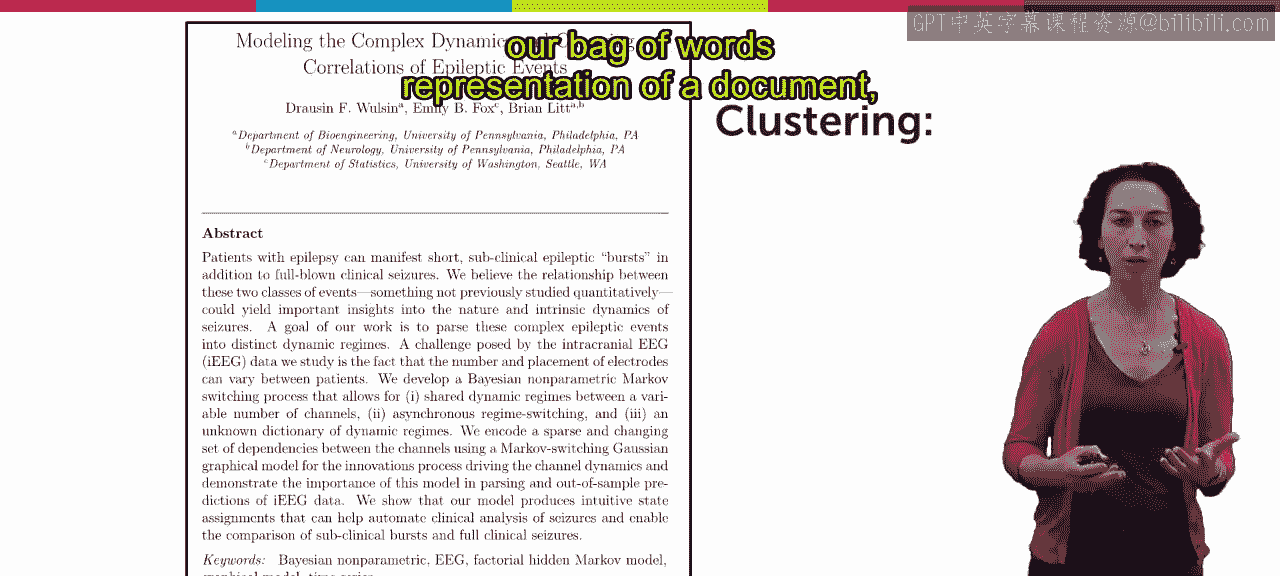 GPT中英字幕课程资源@bilibili.com
our bag of words
representation of a document,
Modeling the Complex Dynamic
Correlations of Epileptic Events
Drausin F. Wulsinᵃ, Emily B. Foxᶜ, Brian Littᵃ,ᵇ
ᵃDepartment of Bioengineering, University of Pennsylvania, Philadelphia, PA
ᵇDepartment of Neurology, University of Pennsylvania, Philadelphia, PA
ᶜDepartment of Statistics, University of Washington, Seattle, WA
Clustering:
Abstract
Patients with epilepsy can manifest short, sub-clinical epileptic “bursts” in
addition to full-blown clinical seizures. We believe the relationship between
these two classes of events—something not previously studied quantitatively—
could yield important insights into the nature and intrinsic dynamics of
seizures. A goal of our work is to parse these complex epileptic events
into distinct dynamic regimes. A challenge posed by the intracranial EEG
(iEEG) data we study is the fact that the number and placement of electrodes
can vary between patients. We develop a Bayesian nonparametric Markov
switching process that allows for (i) shared dynamic regimes between a vari-
able number of channels, (ii) asynchronous regime-switching, and (iii) an
unknown dictionary of dynamic regimes. We encode a sparse and changing
set of dependencies between the channels using a Markov-switching Gaussian
graphical model for the innovations process driving the channel dynamics and
demonstrate the importance of this model in parsing and out-of-sample pre-
dictions of iEEG data. We show that our model produces intuitive state
assignments that can help automate clinical analysis of seizures and enable
the comparison of sub-clinical bursts and full clinical seizures.
Keywords: Bayesian nonparametric, EEG, factorial hidden Markov model,